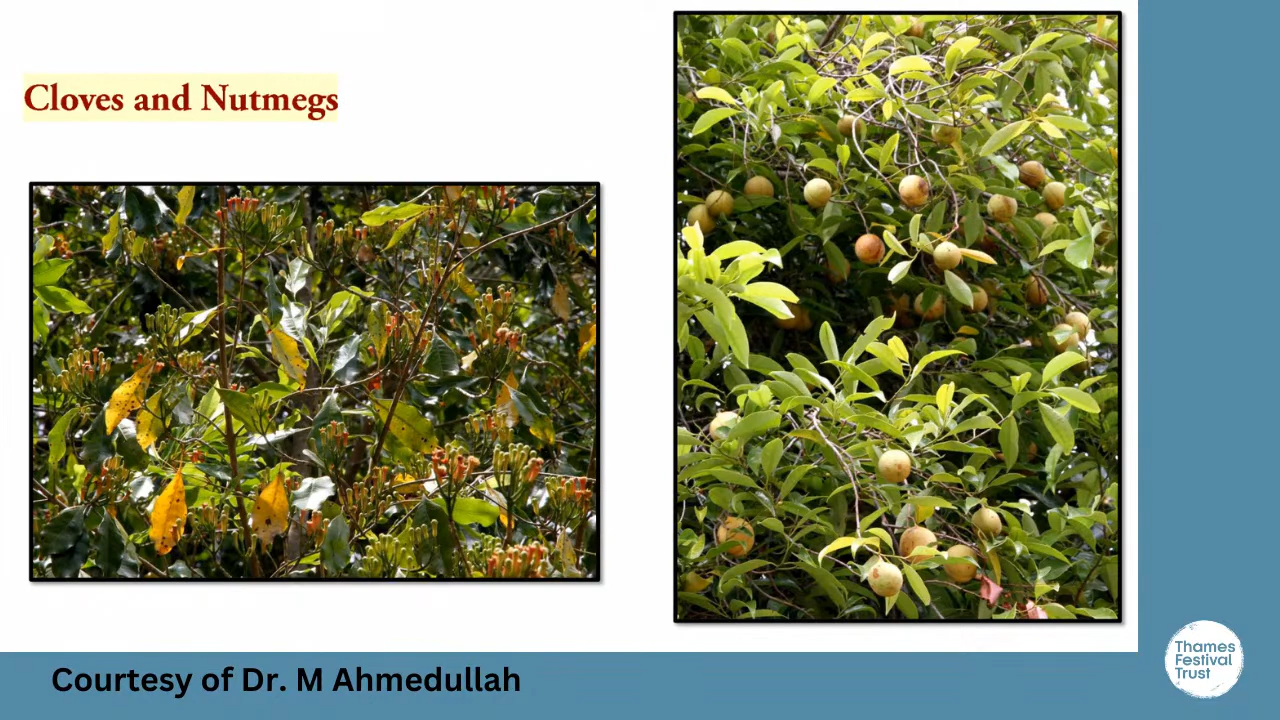 Cloves and Nutmegs
Courtesy of Dr. M Ahmedullah
Thames
Festival
Trust